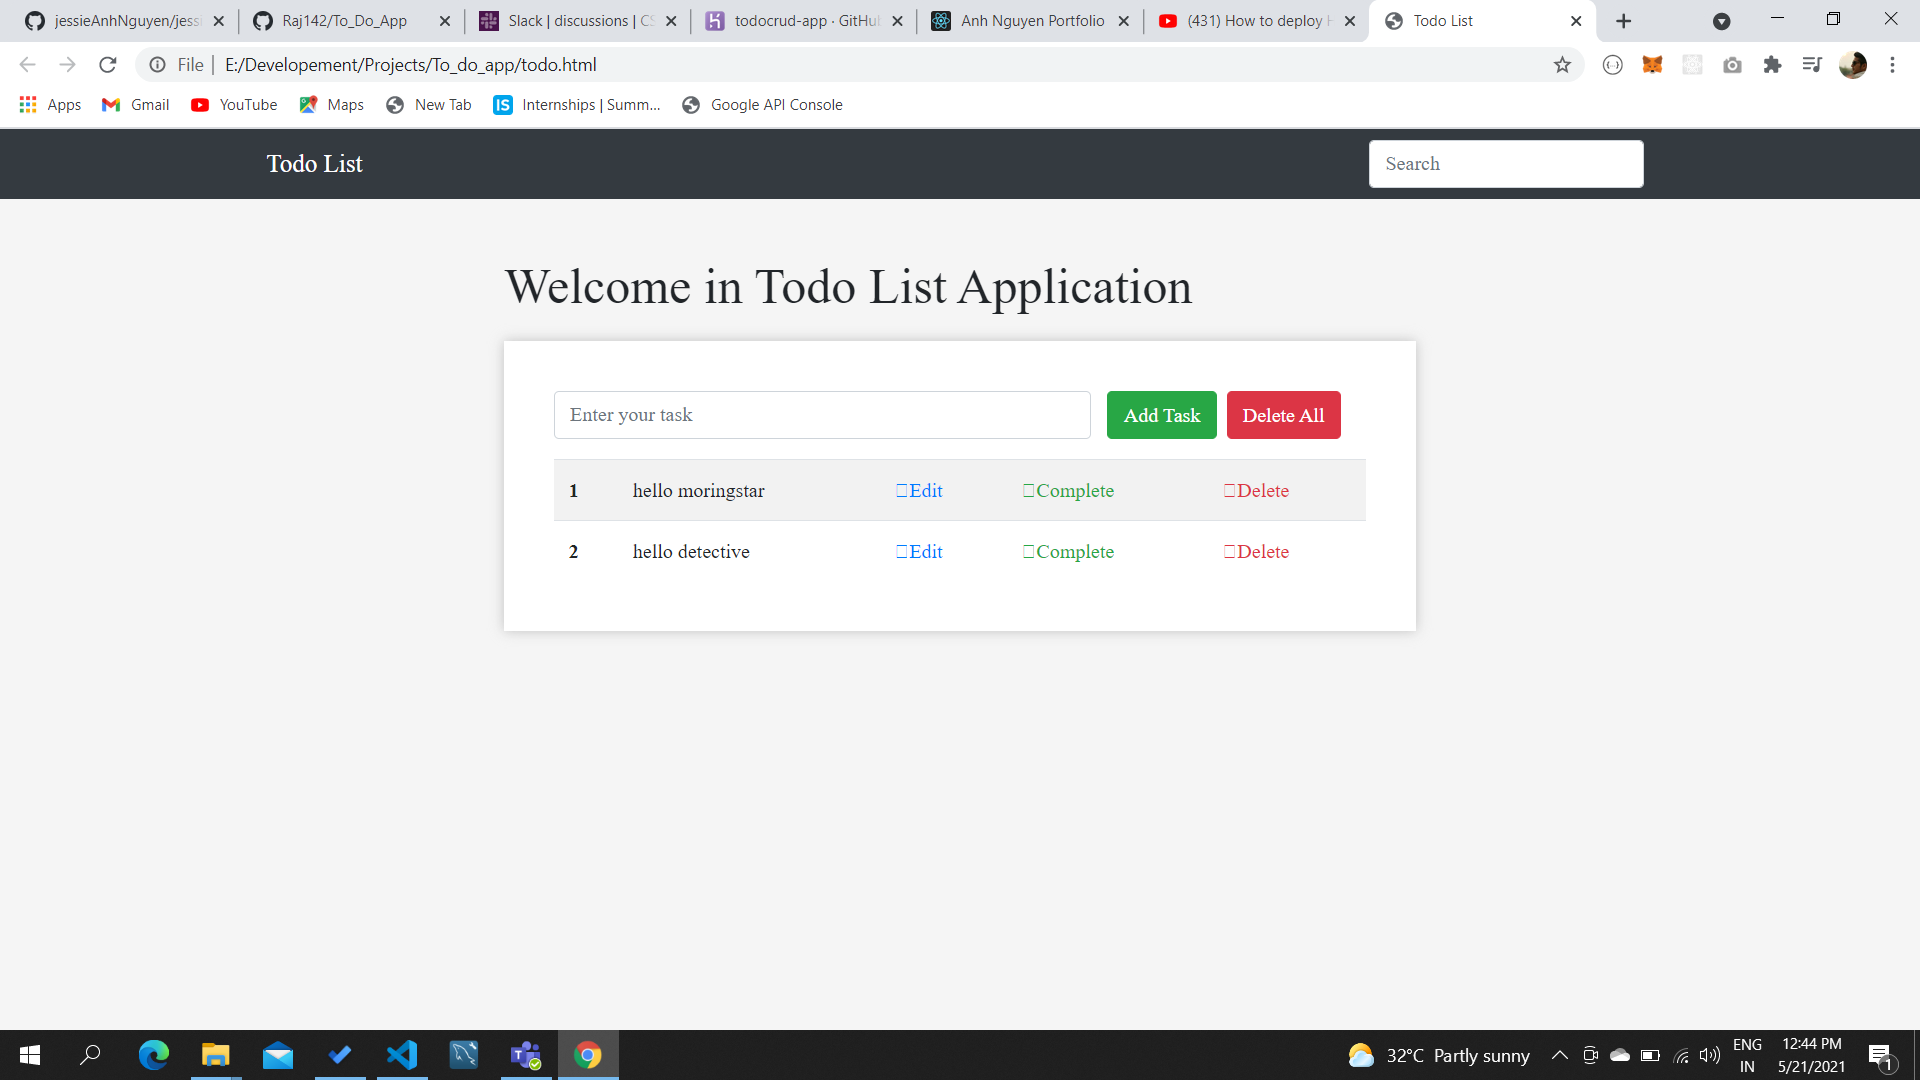 jessieAnhNguyen/jessi
Raj142/To_Do_App
Slack | discussions | CS
todocrud-app · GitHu
Anh Nguyen Portfolio
(431) How to deploy
Todo List
File | E:/Developement/Projects/To_do_app/todo.html
Apps Gmail YouTube Maps New Tab Internships | Summ... Google API Console
Todo List Search
Welcome in Todo List Application
Enter your task Add Task Delete All
1 hello moringstar Edit Complete Delete
2 hello detective Edit Complete Delete
32°C Partly sunny
ENG
IN
12:44 PM
5/21/2021
1